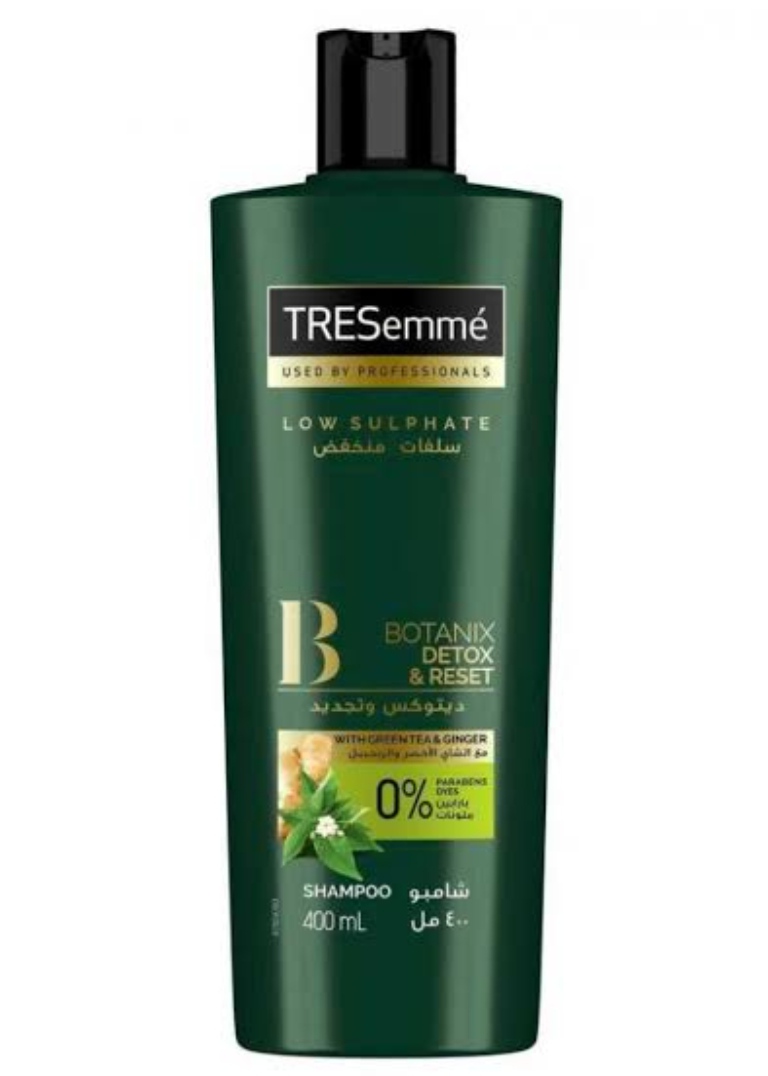 TRESemmé
USED BY PROFESSIONALS
LOW SULPHATE
سلفات منخفض
B
BOTANIX
DETOX
& RESET
ديتوكس وتجديد
WITH GREEN TEA & GINGER
مع الشاي الأخضر والزنجبيل
0%
PARABENS
DYES
بارابين
ملونات
SHAMPOO شامبو
400 mL ٤٠٠ مل